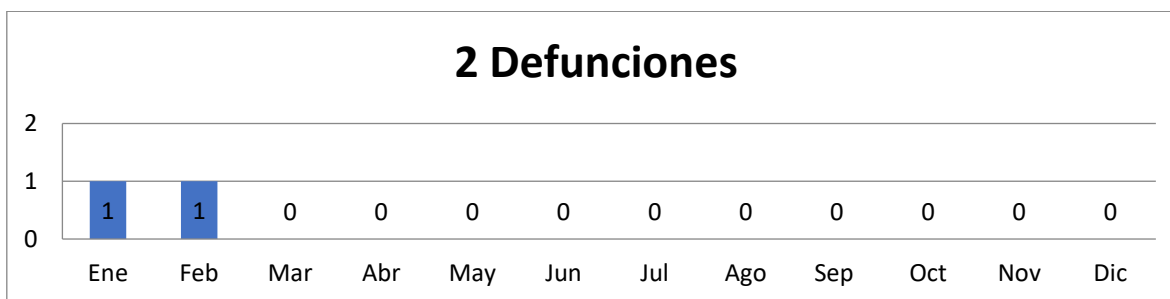 2 Defunciones
2
1
0
1 1 0 0 0 0 0 0 0 0 0 0
Ene Feb Mar Abr May Jun Jul Ago Sep Oct Nov Dic